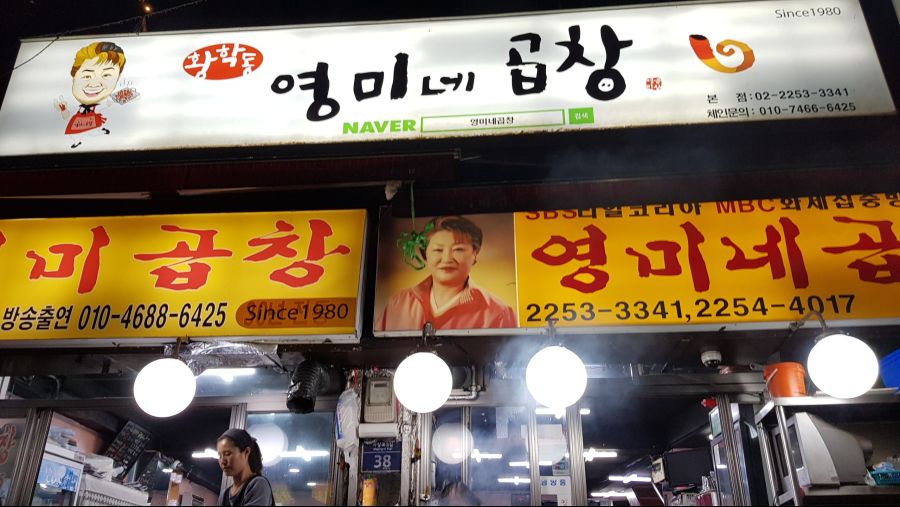 Since1980
황학동
영미네 곱창
본 점:02-2253-3341
체인문의: 010-7466-6425
NAVER 영미네곱창 검색
SBS리얼코리아 MBC화제집중방
미 곱창
영미네곱
방송출연 010-4688-6425 Since1980
2253-3341,2254-4017
38